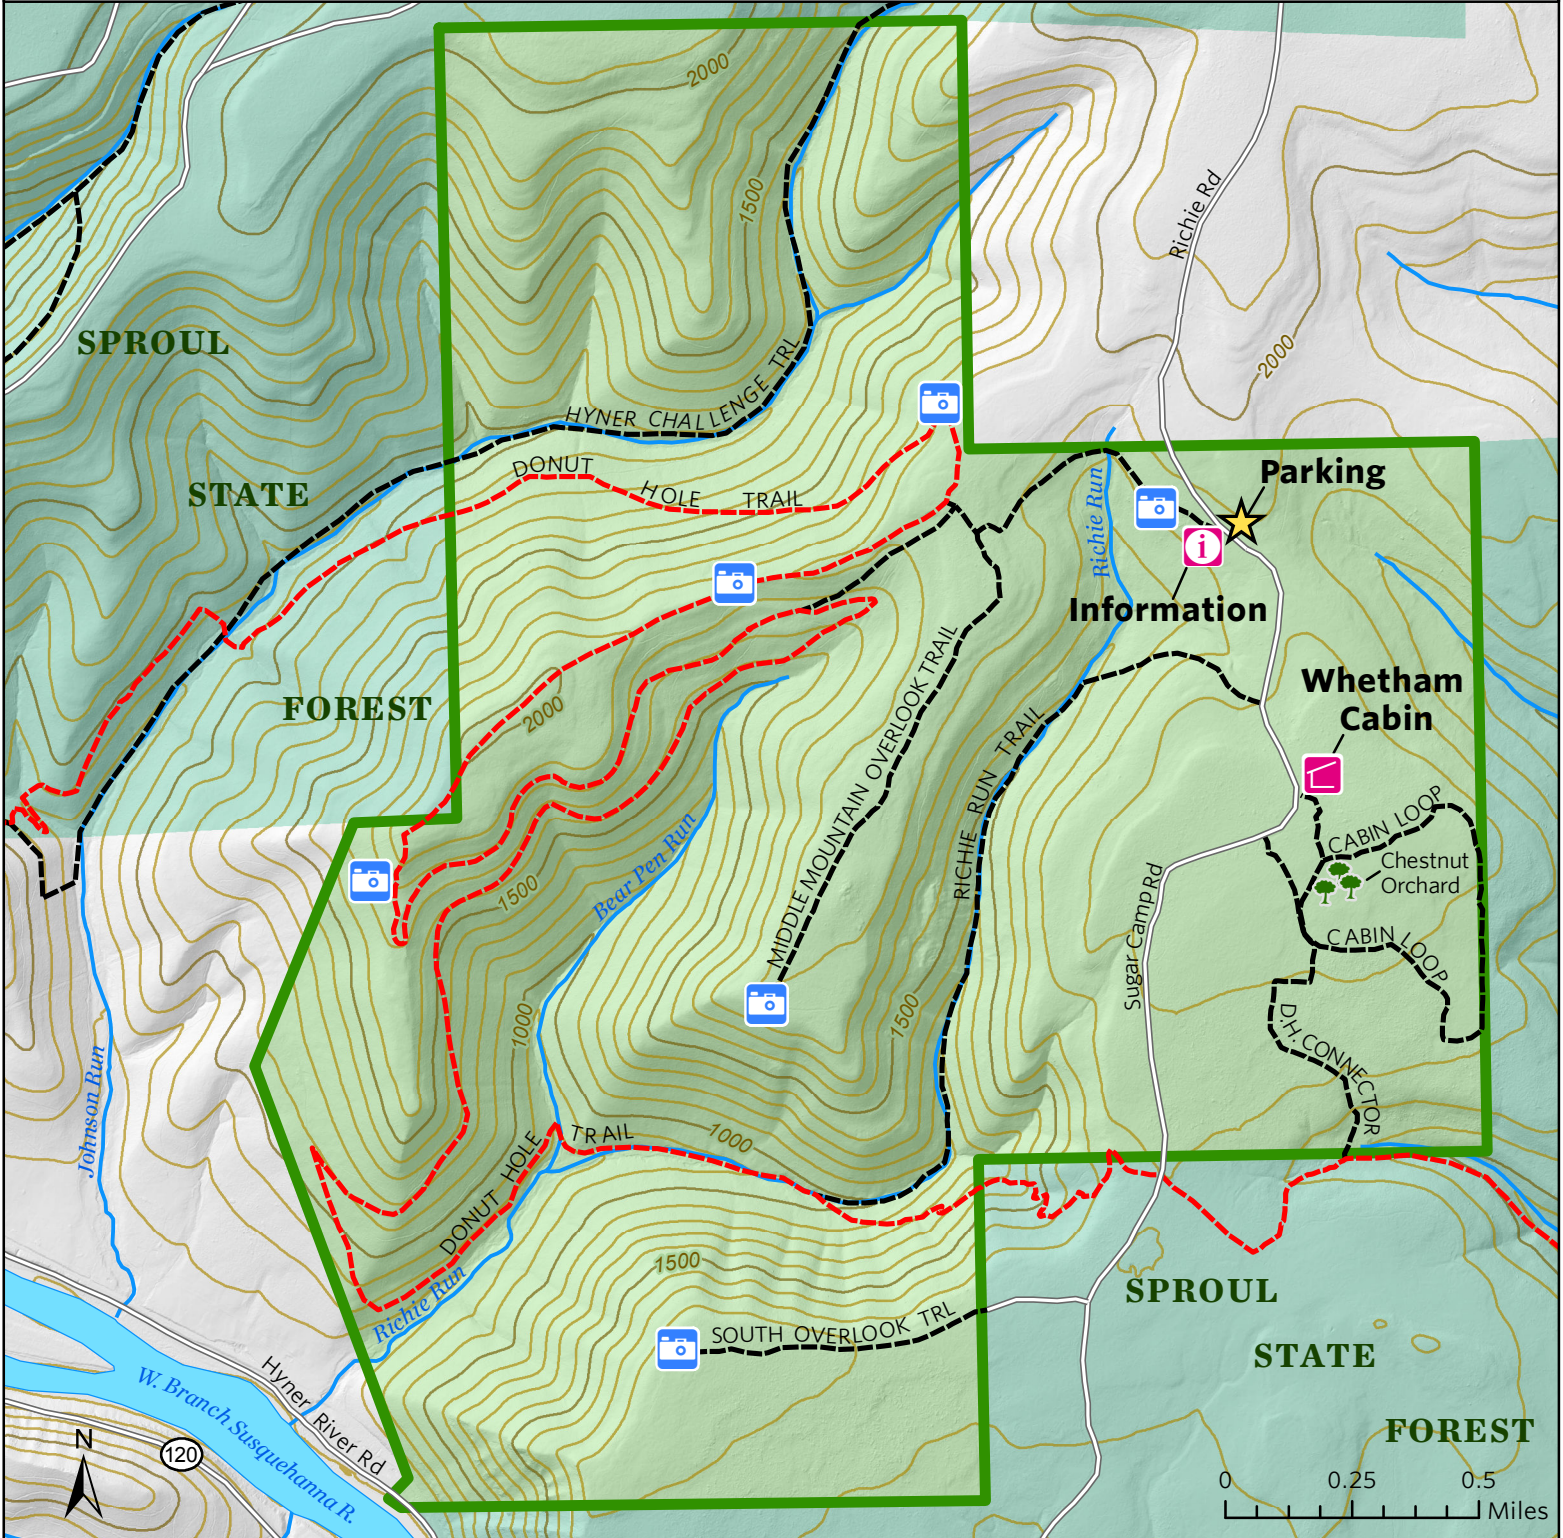 2000
1500
Richie Rd
SPROUL
2000
HYNER CHALLENGE TRL
DONUT
HOLE TRAIL
STATE
Parking
Richie Run
i
Information
FOREST
2000
Whetham
Cabin
MIDDLE MOUNTAIN OVERLOOK TRAIL
RICHIE RUN TRAIL
CABIN LOOP
Chestnut
Orchard
Bear Pen Run
1500
Sugar Camp Rd
CABIN LOOP
1000
1500
D.H. CONNECTOR
Johnson Run
DONUT HOLE
TRAIL
1000
1500
Richie Run
SOUTH OVERLOOK TRL
SPROUL
STATE
FOREST
Hyner River Rd
W. Branch Susquehanna R.
N
120
0 0.25 0.5
Miles